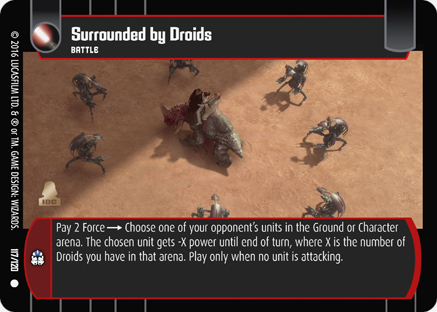 Surrounded by Droids
BATTLE
© 2016 LUCASFILM LTD. & ® or TM. GAME DESIGN: WIZARDS.
IGC
Pay 2 Force → Choose one of your opponent's units in the Ground or Character
arena. The chosen unit gets -X power until end of turn, where X is the number of
Droids you have in that arena. Play only when no unit is attacking.